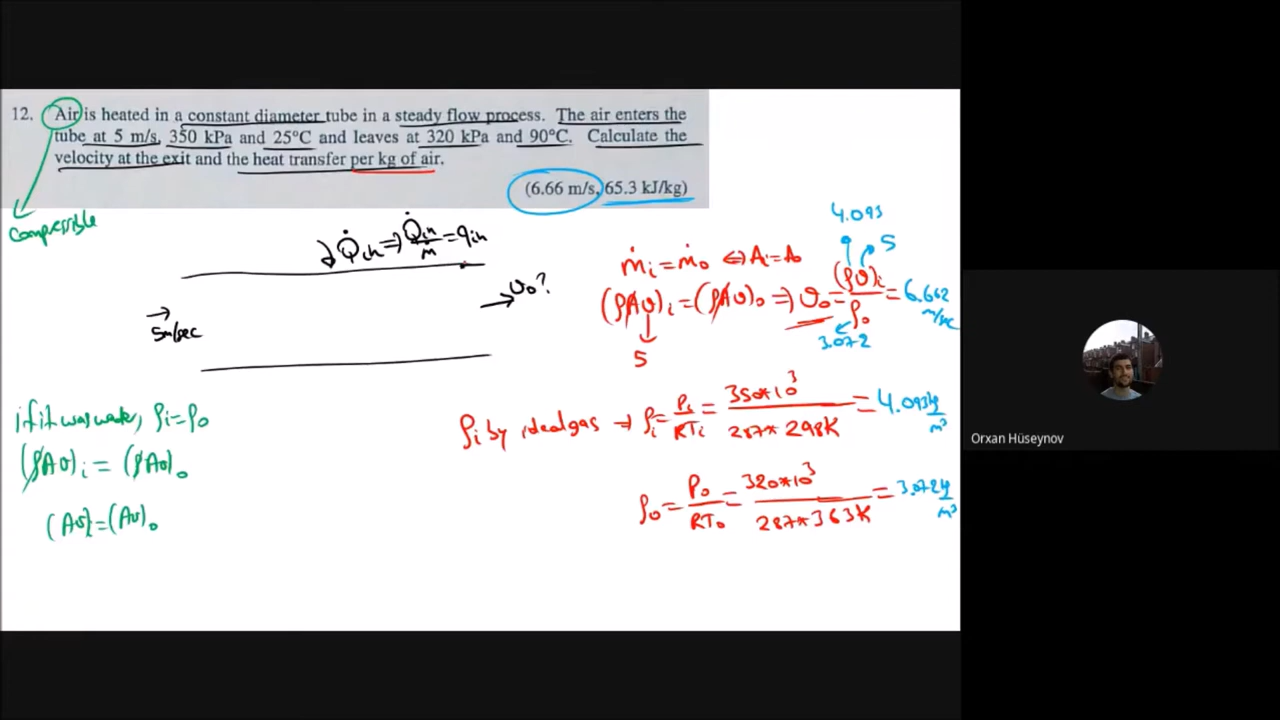 12. Air is heated in a constant diameter tube in a steady flow process. The air enters the
tube at 5 m/s, 350 kPa and 25°C and leaves at 320 kPa and 90°C. Calculate the
velocity at the exit and the heat transfer per kg of air.
(6.66 m/s, 65.3 kJ/kg)
Compressible
Q̇in ⇒ Q̇in/ṁ = qin
5m/sec
υo?
ṁi = ṁo ⇔ Ai = Ao
4.093
5
(ρAυ)i = (ρAυ)o ⇒ υo = (ρυ)i/ρo = 6.662 m/sec
5
3.072
if it was water, ρi = ρo
(ρAυ)i = (ρAυ)o
(Aυ)i = (Aυ)o
ρi by ideal gas ⇒ ρi = Pi/RTi = 350*10³/287*298K = 4.093 kg/m³
ρo = Po/RTo = 320*10³/287*363K = 3.072 kg/m³
Orxan Hüseynov